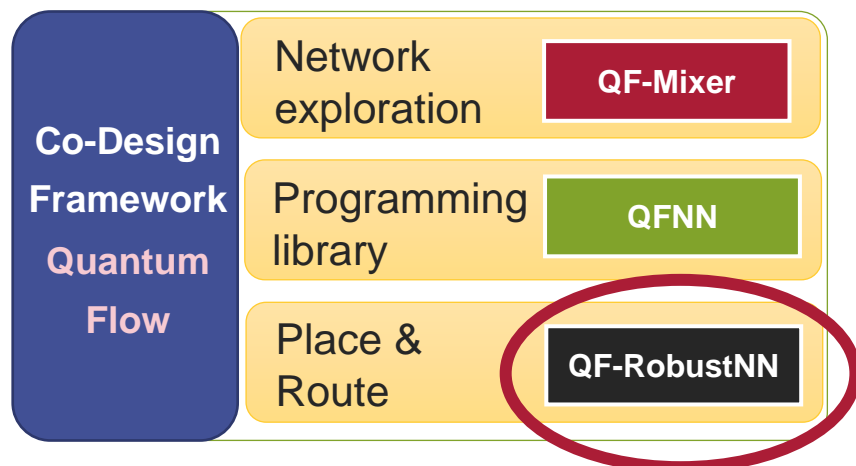 Co-Design
Framework
Quantum
Flow
Network
exploration
QF-Mixer
Programming
library
QFNN
Place &
Route
QF-RobustNN